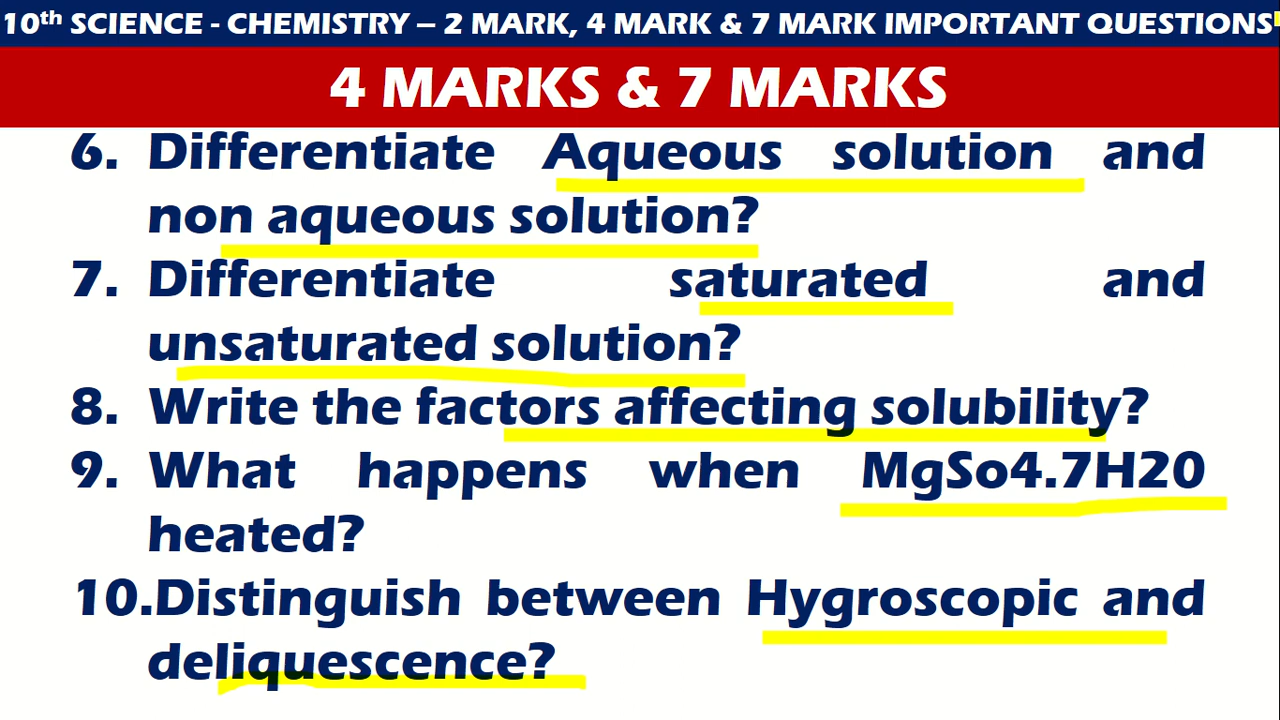 10th SCIENCE - CHEMISTRY – 2 MARK, 4 MARK & 7 MARK IMPORTANT QUESTIONS
4 MARKS & 7 MARKS
6. Differentiate Aqueous solution and
non aqueous solution?
7. Differentiate saturated and
unsaturated solution?
8. Write the factors affecting solubility?
9. What happens when MgSo4.7H20
heated?
10.Distinguish between Hygroscopic and
deliquescence?